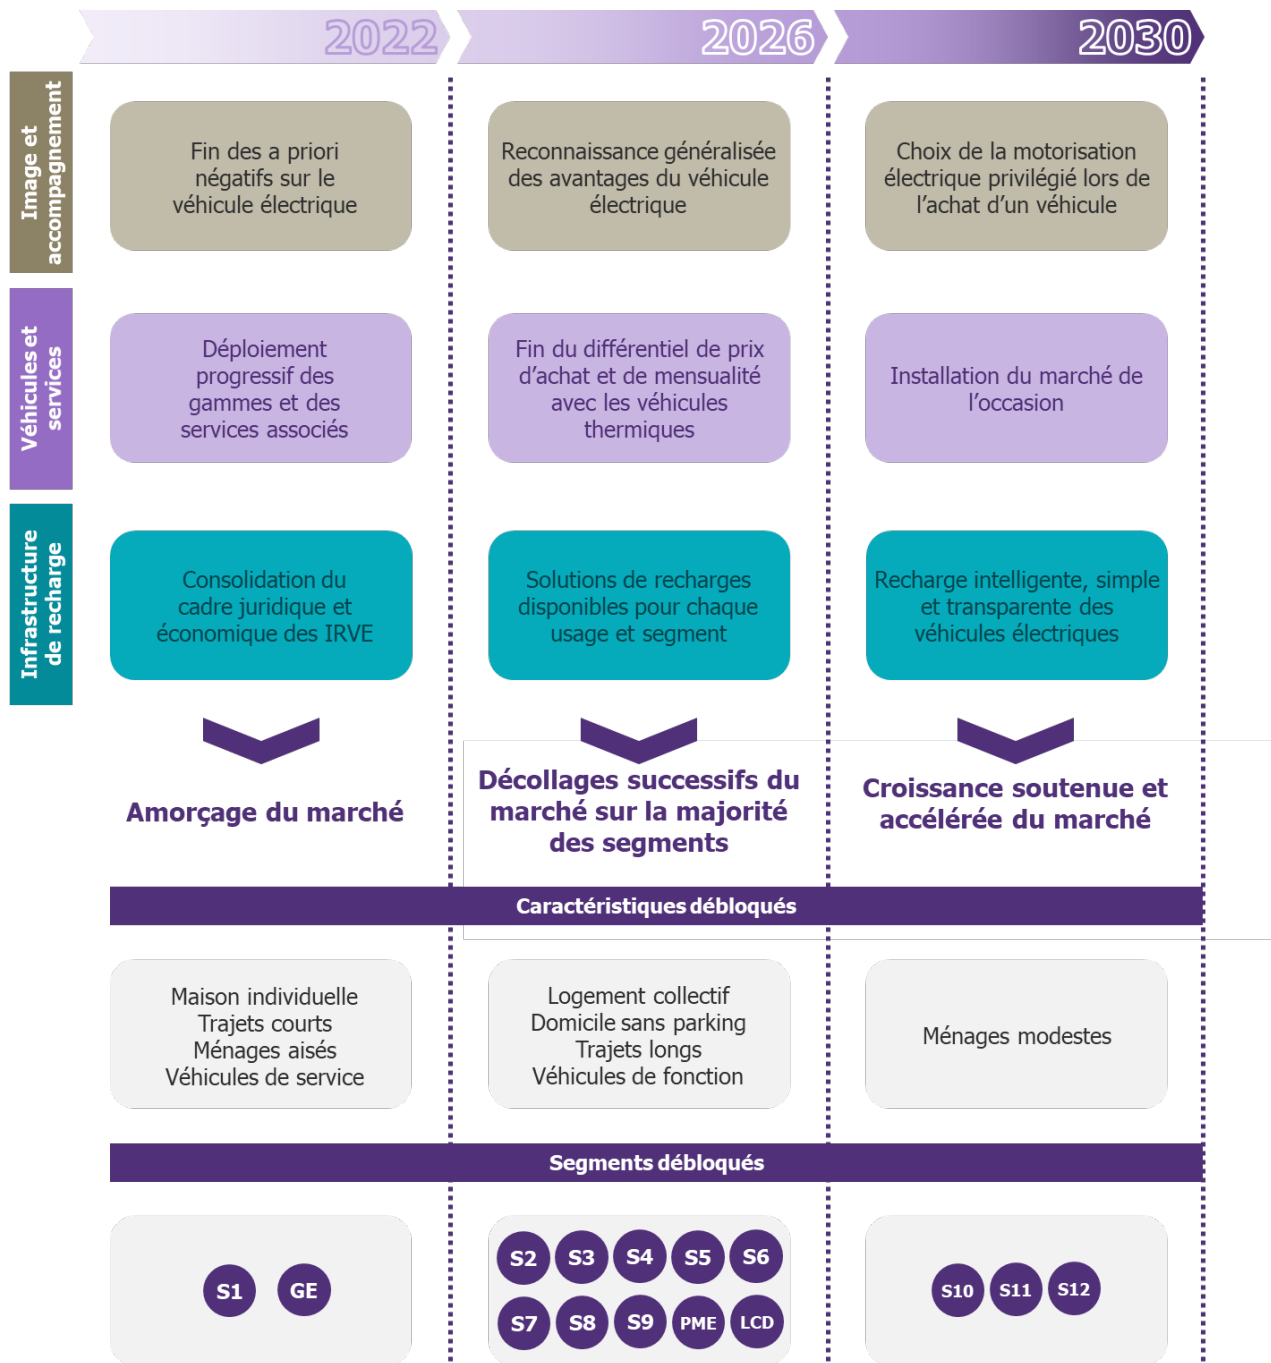 2022
2026
2030
Image et
accompagnement
Fin des a priori
négatifs sur le
véhicule électrique
Reconnaissance généralisée
des avantages du véhicule
électrique
Choix de la motorisation
électrique privilégié lors de
l’achat d’un véhicule
Véhicules et
services
Déploiement
progressif des
gammes et des
services associés
Fin du différentiel de prix
d’achat et de mensualité
avec les véhicules
thermiques
Installation du marché de
l’occasion
Infrastructure
de recharge
Consolidation du
cadre juridique et
économique des IRVE
Solutions de recharges
disponibles pour chaque
usage et segment
Recharge intelligente, simple
et transparente des
véhicules électriques
Amorçage du marché
Décollages successifs du
marché sur la majorité
des segments
Croissance soutenue et
accélérée du marché
Caractéristiques débloqués
Maison individuelle
Trajets courts
Ménages aisés
Véhicules de service
Logement collectif
Domicile sans parking
Trajets longs
Véhicules de fonction
Ménages modestes
Segments débloqués
S1 GE
S2 S3 S4 S5 S6
S7 S8 S9 PME LCD
S10 S11 S12